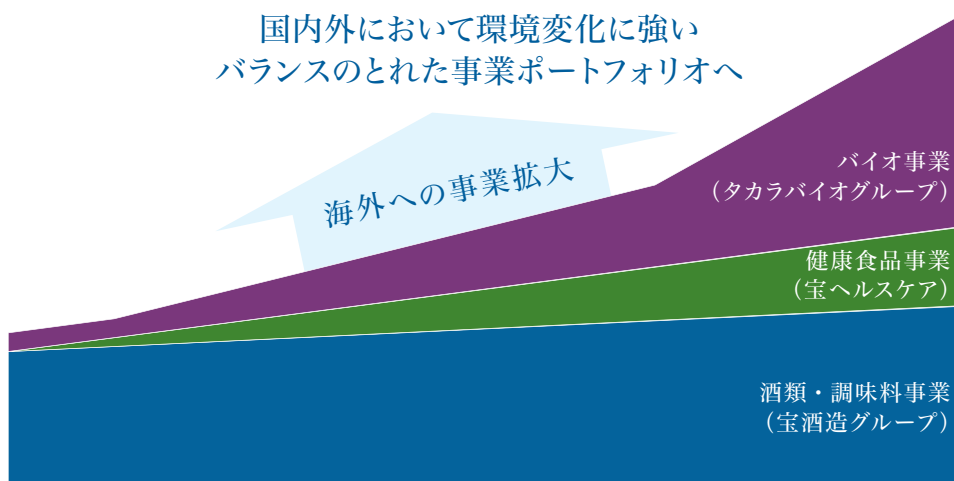 国内外において環境変化に強い
バランスのとれた事業ポートフォリオへ
海外への事業拡大
バイオ事業
（タカラバイオグループ）
健康食品事業
（宝ヘルスケア）
酒類・調味料事業
（宝酒造グループ）